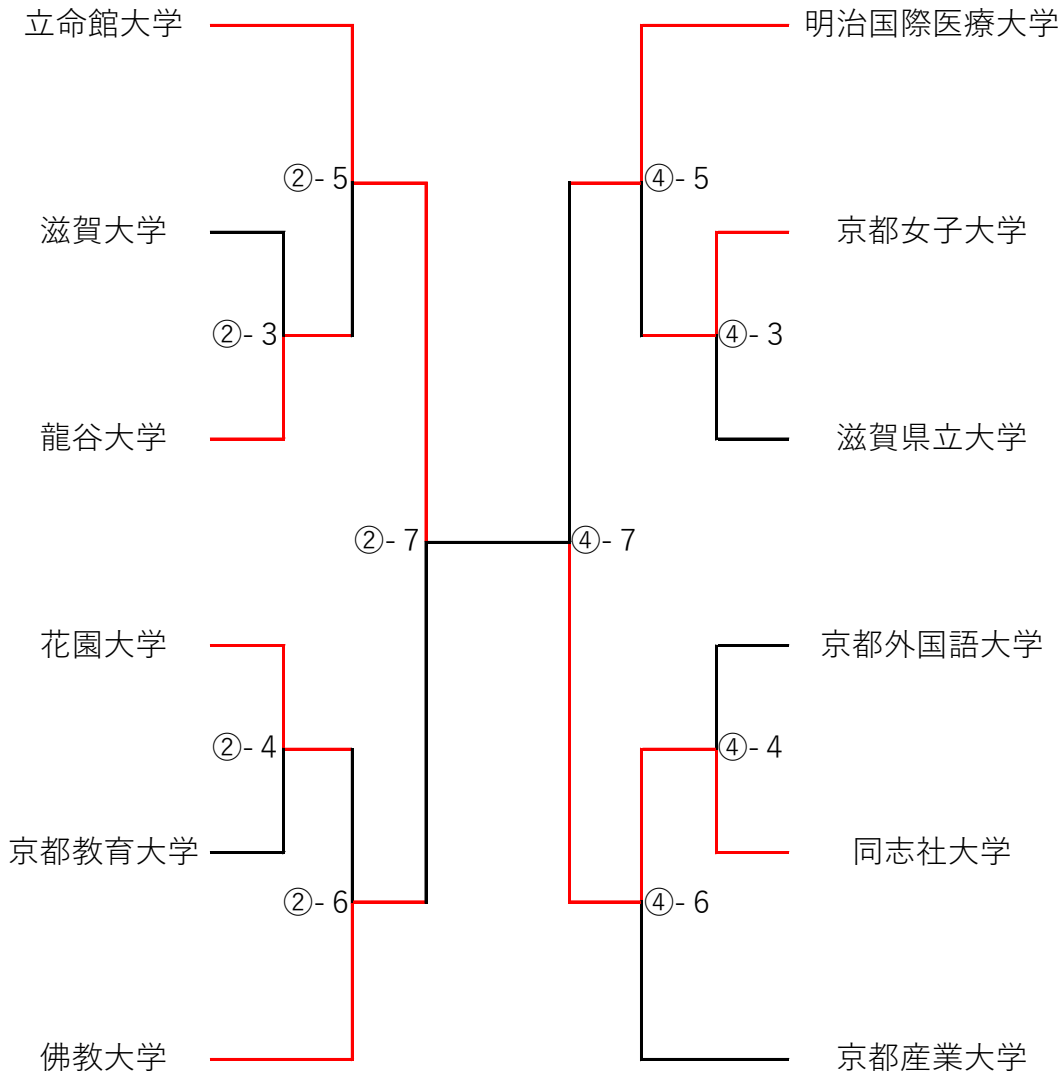 立命館大学
明治国際医療大学
②-５
④-５
滋賀大学
京都女子大学
②-３
④-３
龍谷大学
滋賀県立大学
②-７
④-７
花園大学
京都外国語大学
②-４
④-４
京都教育大学
同志社大学
②-６
④-６
佛教大学
京都産業大学